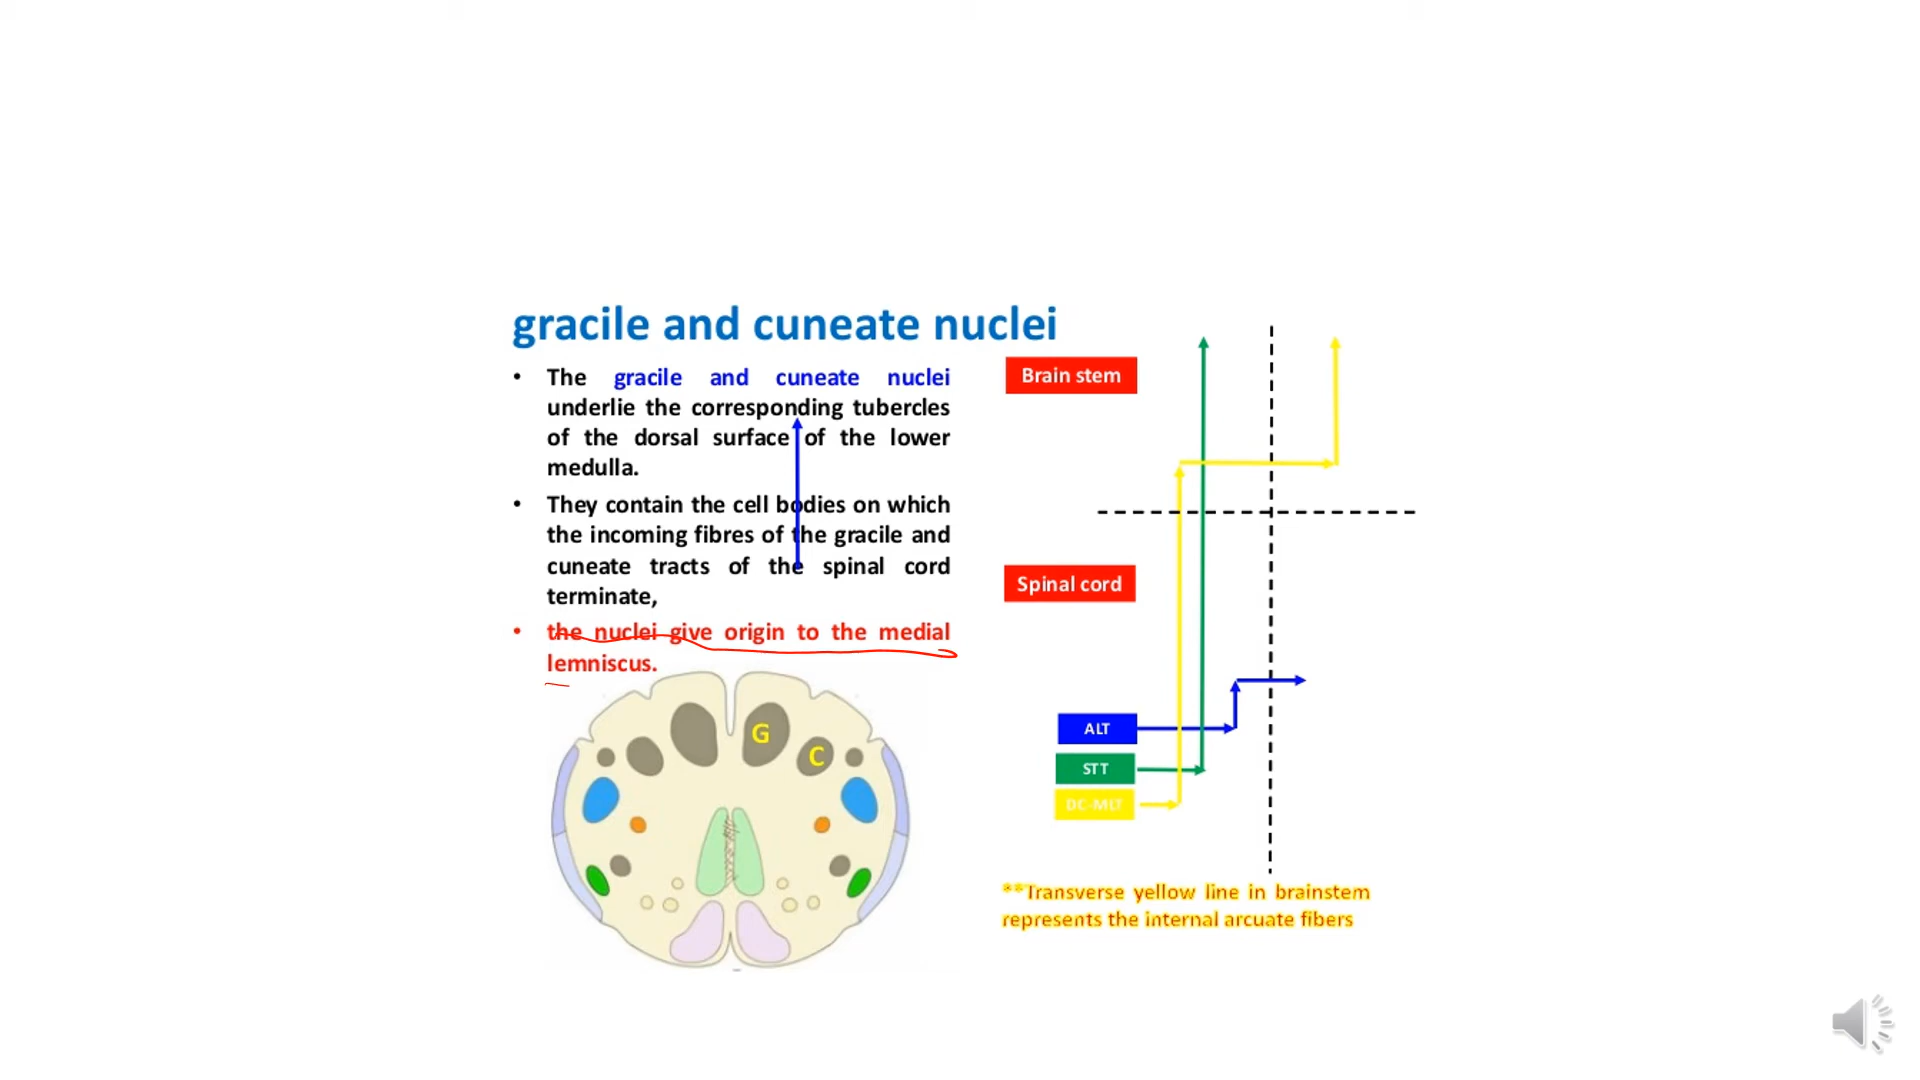 gracile and cuneate nuclei
• The gracile and cuneate nuclei
underlie the corresponding tubercles
of the dorsal surface of the lower
medulla.
• They contain the cell bodies on which
the incoming fibres of the gracile and
cuneate tracts of the spinal cord
terminate,
• the nuclei give origin to the medial
lemniscus.
G
C
Brain stem
Spinal cord
ALT
STT
DC-MLT
**Transverse yellow line in brainstem
represents the internal arcuate fibers